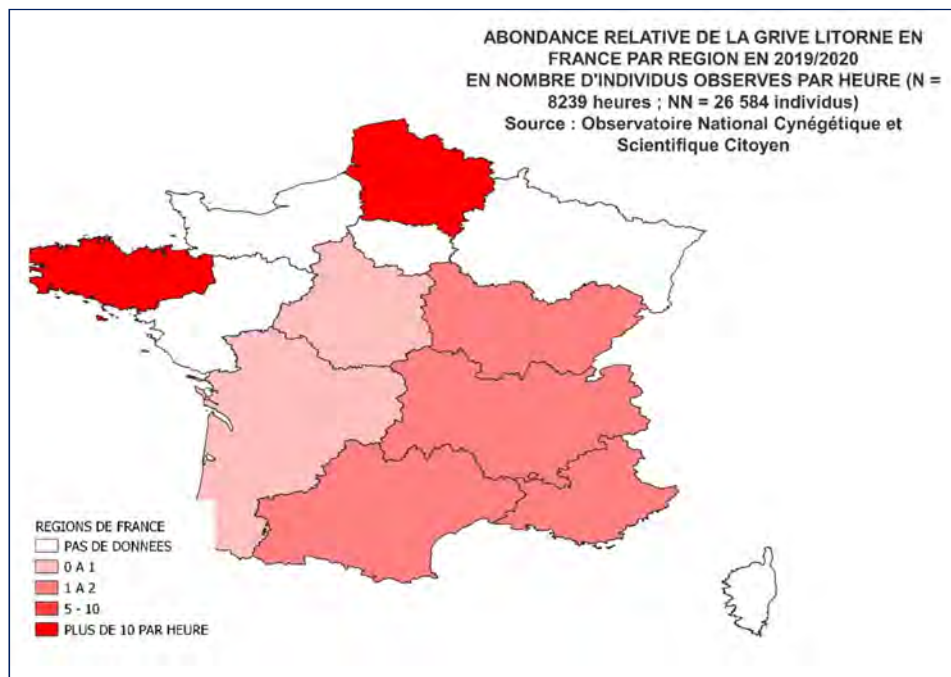 ABONDANCE RELATIVE DE LA GRIVE LITORNE EN
FRANCE PAR REGION EN 2019/2020
EN NOMBRE D'INDIVIDUS OBSERVES PAR HEURE (N =
8239 heures ; NN = 26 584 individus)
Source : Observatoire National Cynégétique et
Scientifique Citoyen
REGIONS DE FRANCE
PAS DE DONNEES
0 A 1
1 A 2
5 - 10
PLUS DE 10 PAR HEURE